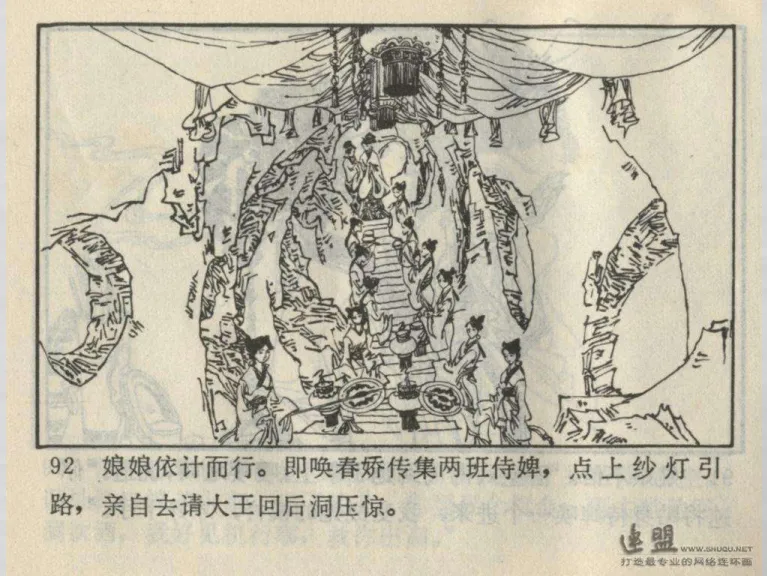 92 娘娘依计而行。即唤春娇传集两班侍婢，点上纱灯引
路，亲自去请大王回后洞压惊。
连盟 WWW.SHUQU.NET
打造最专业的网络连环画